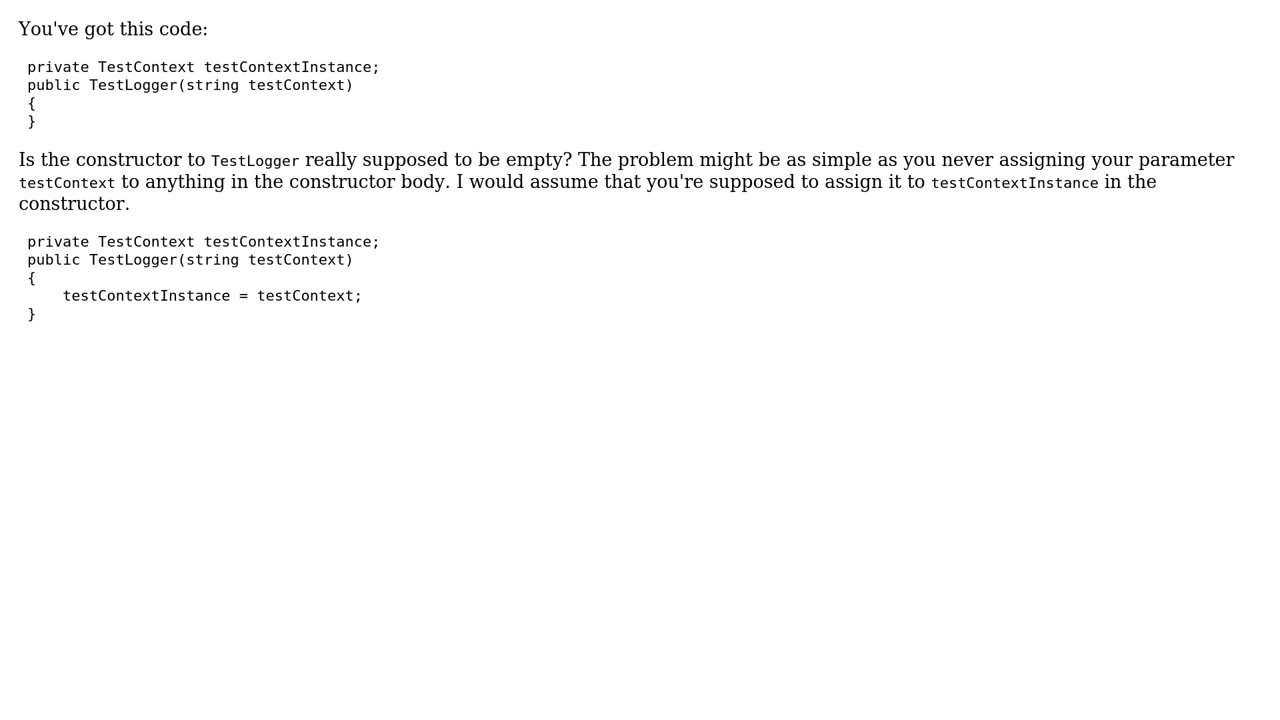 You've got this code:
private TestContext testContextInstance;
public TestLogger(string testContext)
{
}
Is the constructor to TestLogger really supposed to be empty? The problem might be as simple as you never assigning your parameter
testContext to anything in the constructor body. I would assume that you're supposed to assign it to testContextInstance in the
constructor.
private TestContext testContextInstance;
public TestLogger(string testContext)
{
    testContextInstance = testContext;
}